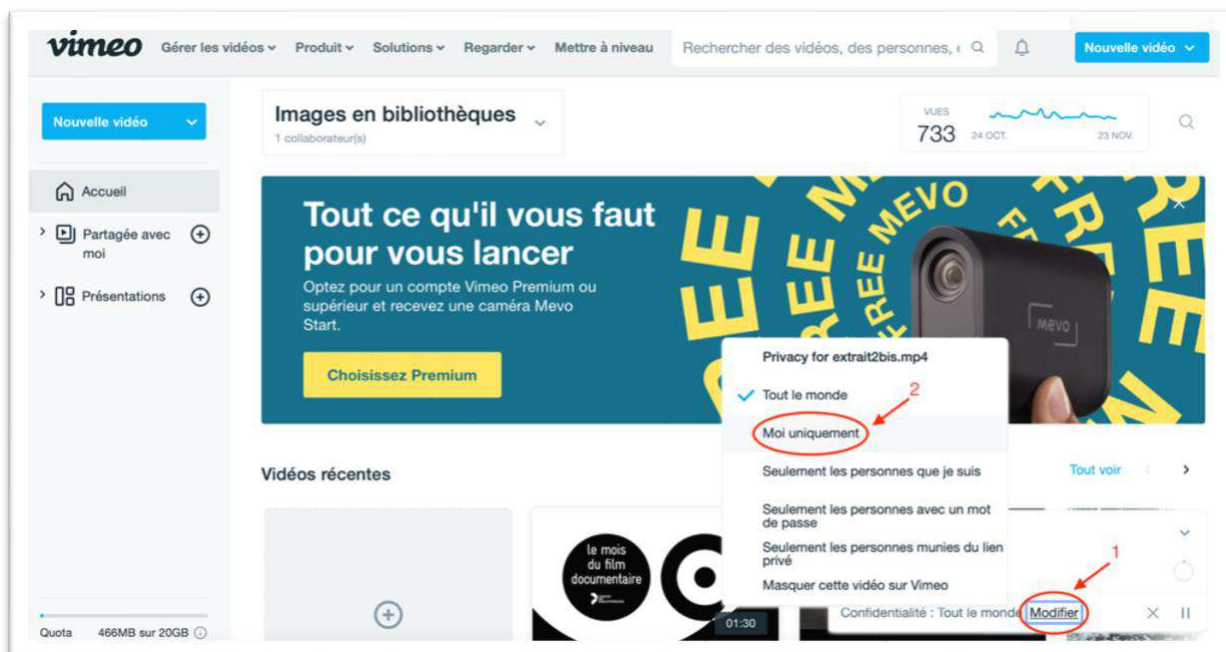 vimeo Gérer les vidéos Produit Solutions Regarder Mettre à niveau Rechercher des vidéos, des personnes, Nouvelle vidéo
Nouvelle vidéo
Images en bibliothèques
1 collaborateur(s)
VUES
733 24 OCT. 23 NOV.
Accueil
Partagée avec
moi
Présentations
Tout ce qu'il vous faut
pour vous lancer
Optez pour un compte Vimeo Premium ou
supérieur et recevez une caméra Mevo
Start.
Choisissez Premium
FREE MEVO
FREE
mevo
Privacy for extrait2bis.mp4
Tout le monde
2
Moi uniquement
Seulement les personnes que je suis
Seulement les personnes avec un mot
de passe
Seulement les personnes munies du lien
privé
Masquer cette vidéo sur Vimeo
Vidéos récentes
Tout voir
le mois
du film
documentaire
01:30
1
Confidentialité : Tout le monde Modifier
Quota 466MB sur 20GB